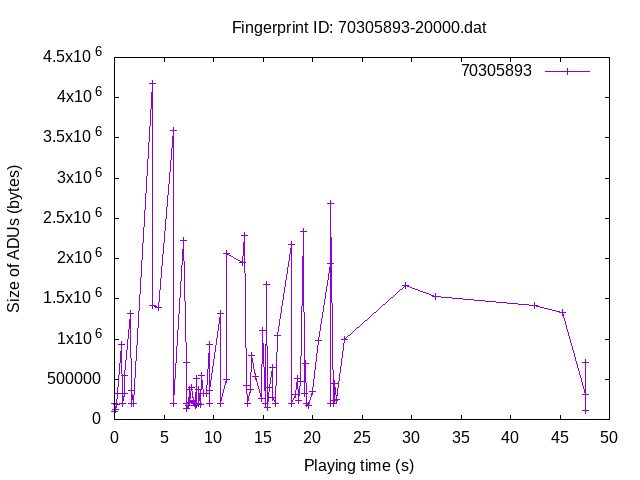 Fingerprint ID: 70305893-20000.dat
70305893
4.5x10^6
4x10^6
3.5x10^6
3x10^6
2.5x10^6
2x10^6
1.5x10^6
1x10^6
500000
0
Size of ADUs (bytes)
0 5 10 15 20 25 30 35 40 45 50
Playing time (s)